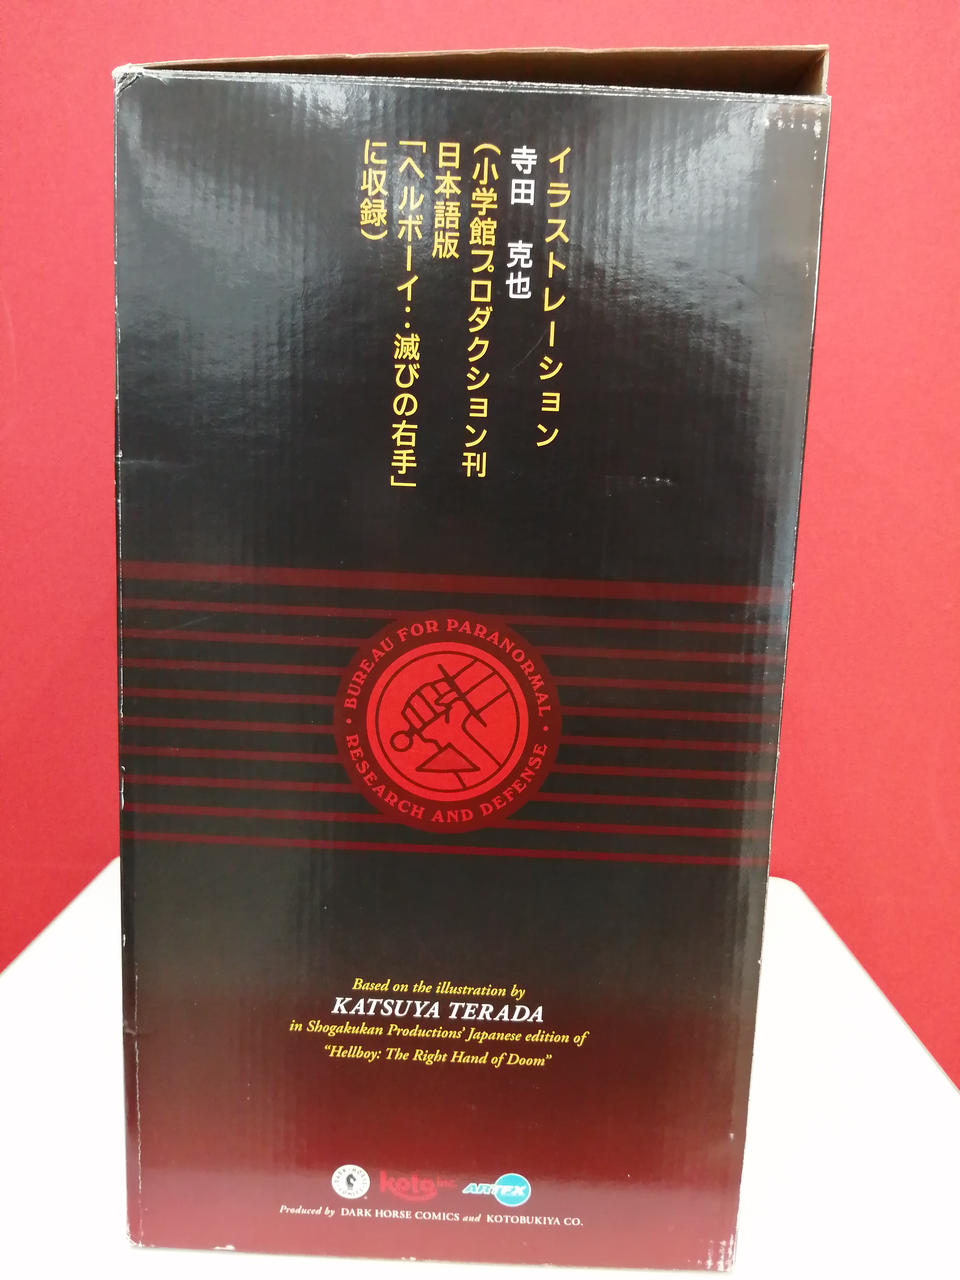 イラストレーション
寺田 克也
(小学館プロダクション刊
日本語版
「ヘルボーイ:滅びの右手」
に収録)
BUREAU FOR PARANORMAL
RESEARCH AND DEFENSE
Based on the illustration by
KATSUYA TERADA
in Shogakukan Productions' Japanese edition of
“Hellboy: The Right Hand of Doom”
DARK HORSE COMICS
koto inc.
ARTFX
Produced by DARK HORSE COMICS and KOTOBUKIYA CO.